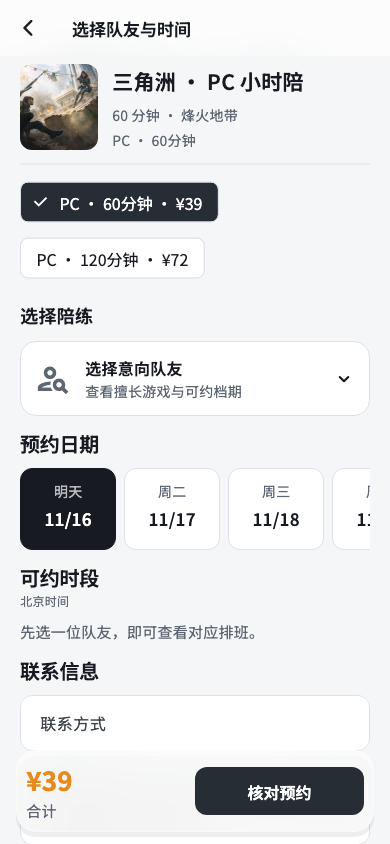 选择队友与时间
三角洲 · PC 小时陪
60 分钟 · 烽火地带
PC · 60分钟
PC · 60分钟 · ¥39
PC · 120分钟 · ¥72
选择陪练
选择意向队友
查看擅长游戏与可约档期
预约日期
明天 周二 周三
11/16 11/17 11/18
可约时段
北京时间
先选一位队友，即可查看对应排班。
联系信息
联系方式
¥39
合计
核对预约